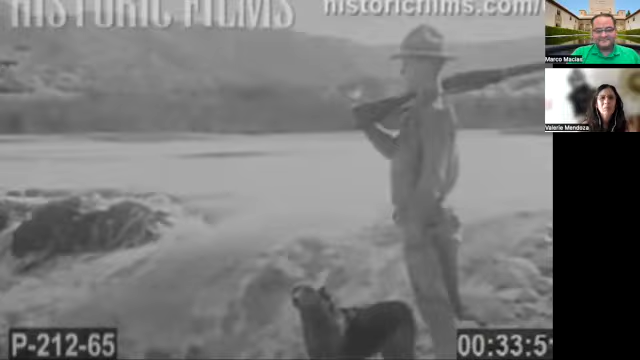 HISTORIC FILMS
historicfilms.com/
Marco Macias
Valerie Mendoza
P-212-65
00:33:5